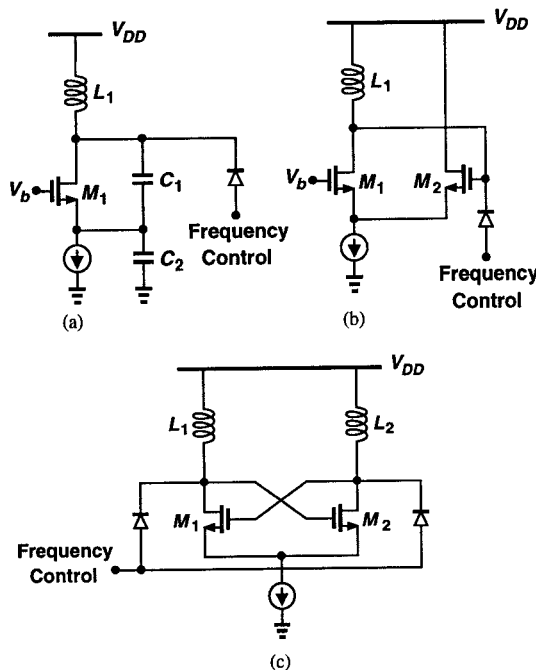 V_DD
L_1
V_b
M_1
C_1
C_2
Frequency
Control
(a)
V_DD
L_1
V_b
M_1
M_2
Frequency
Control
(b)
V_DD
L_1
L_2
M_1
M_2
Frequency
Control
(c)